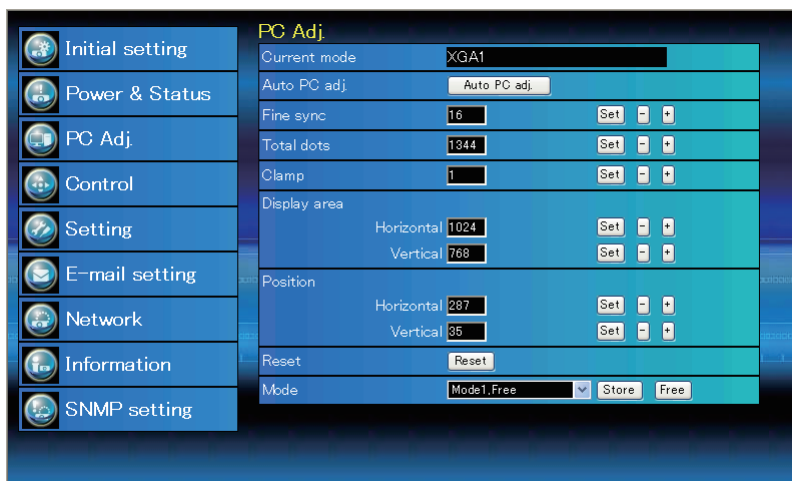 Initial setting
Power & Status
PC Adj.
Control
Setting
E-mail setting
Network
Information
SNMP setting
PC Adj.
Current mode XGA1
Auto PC adj. Auto PC adj.
Fine sync 16 Set - +
Total dots 1344 Set - +
Clamp 1 Set - +
Display area
Horizontal 1024 Set - +
Vertical 768 Set - +
Position
Horizontal 287 Set - +
Vertical 35 Set - +
Reset Reset
Mode Mode1,Free Store Free